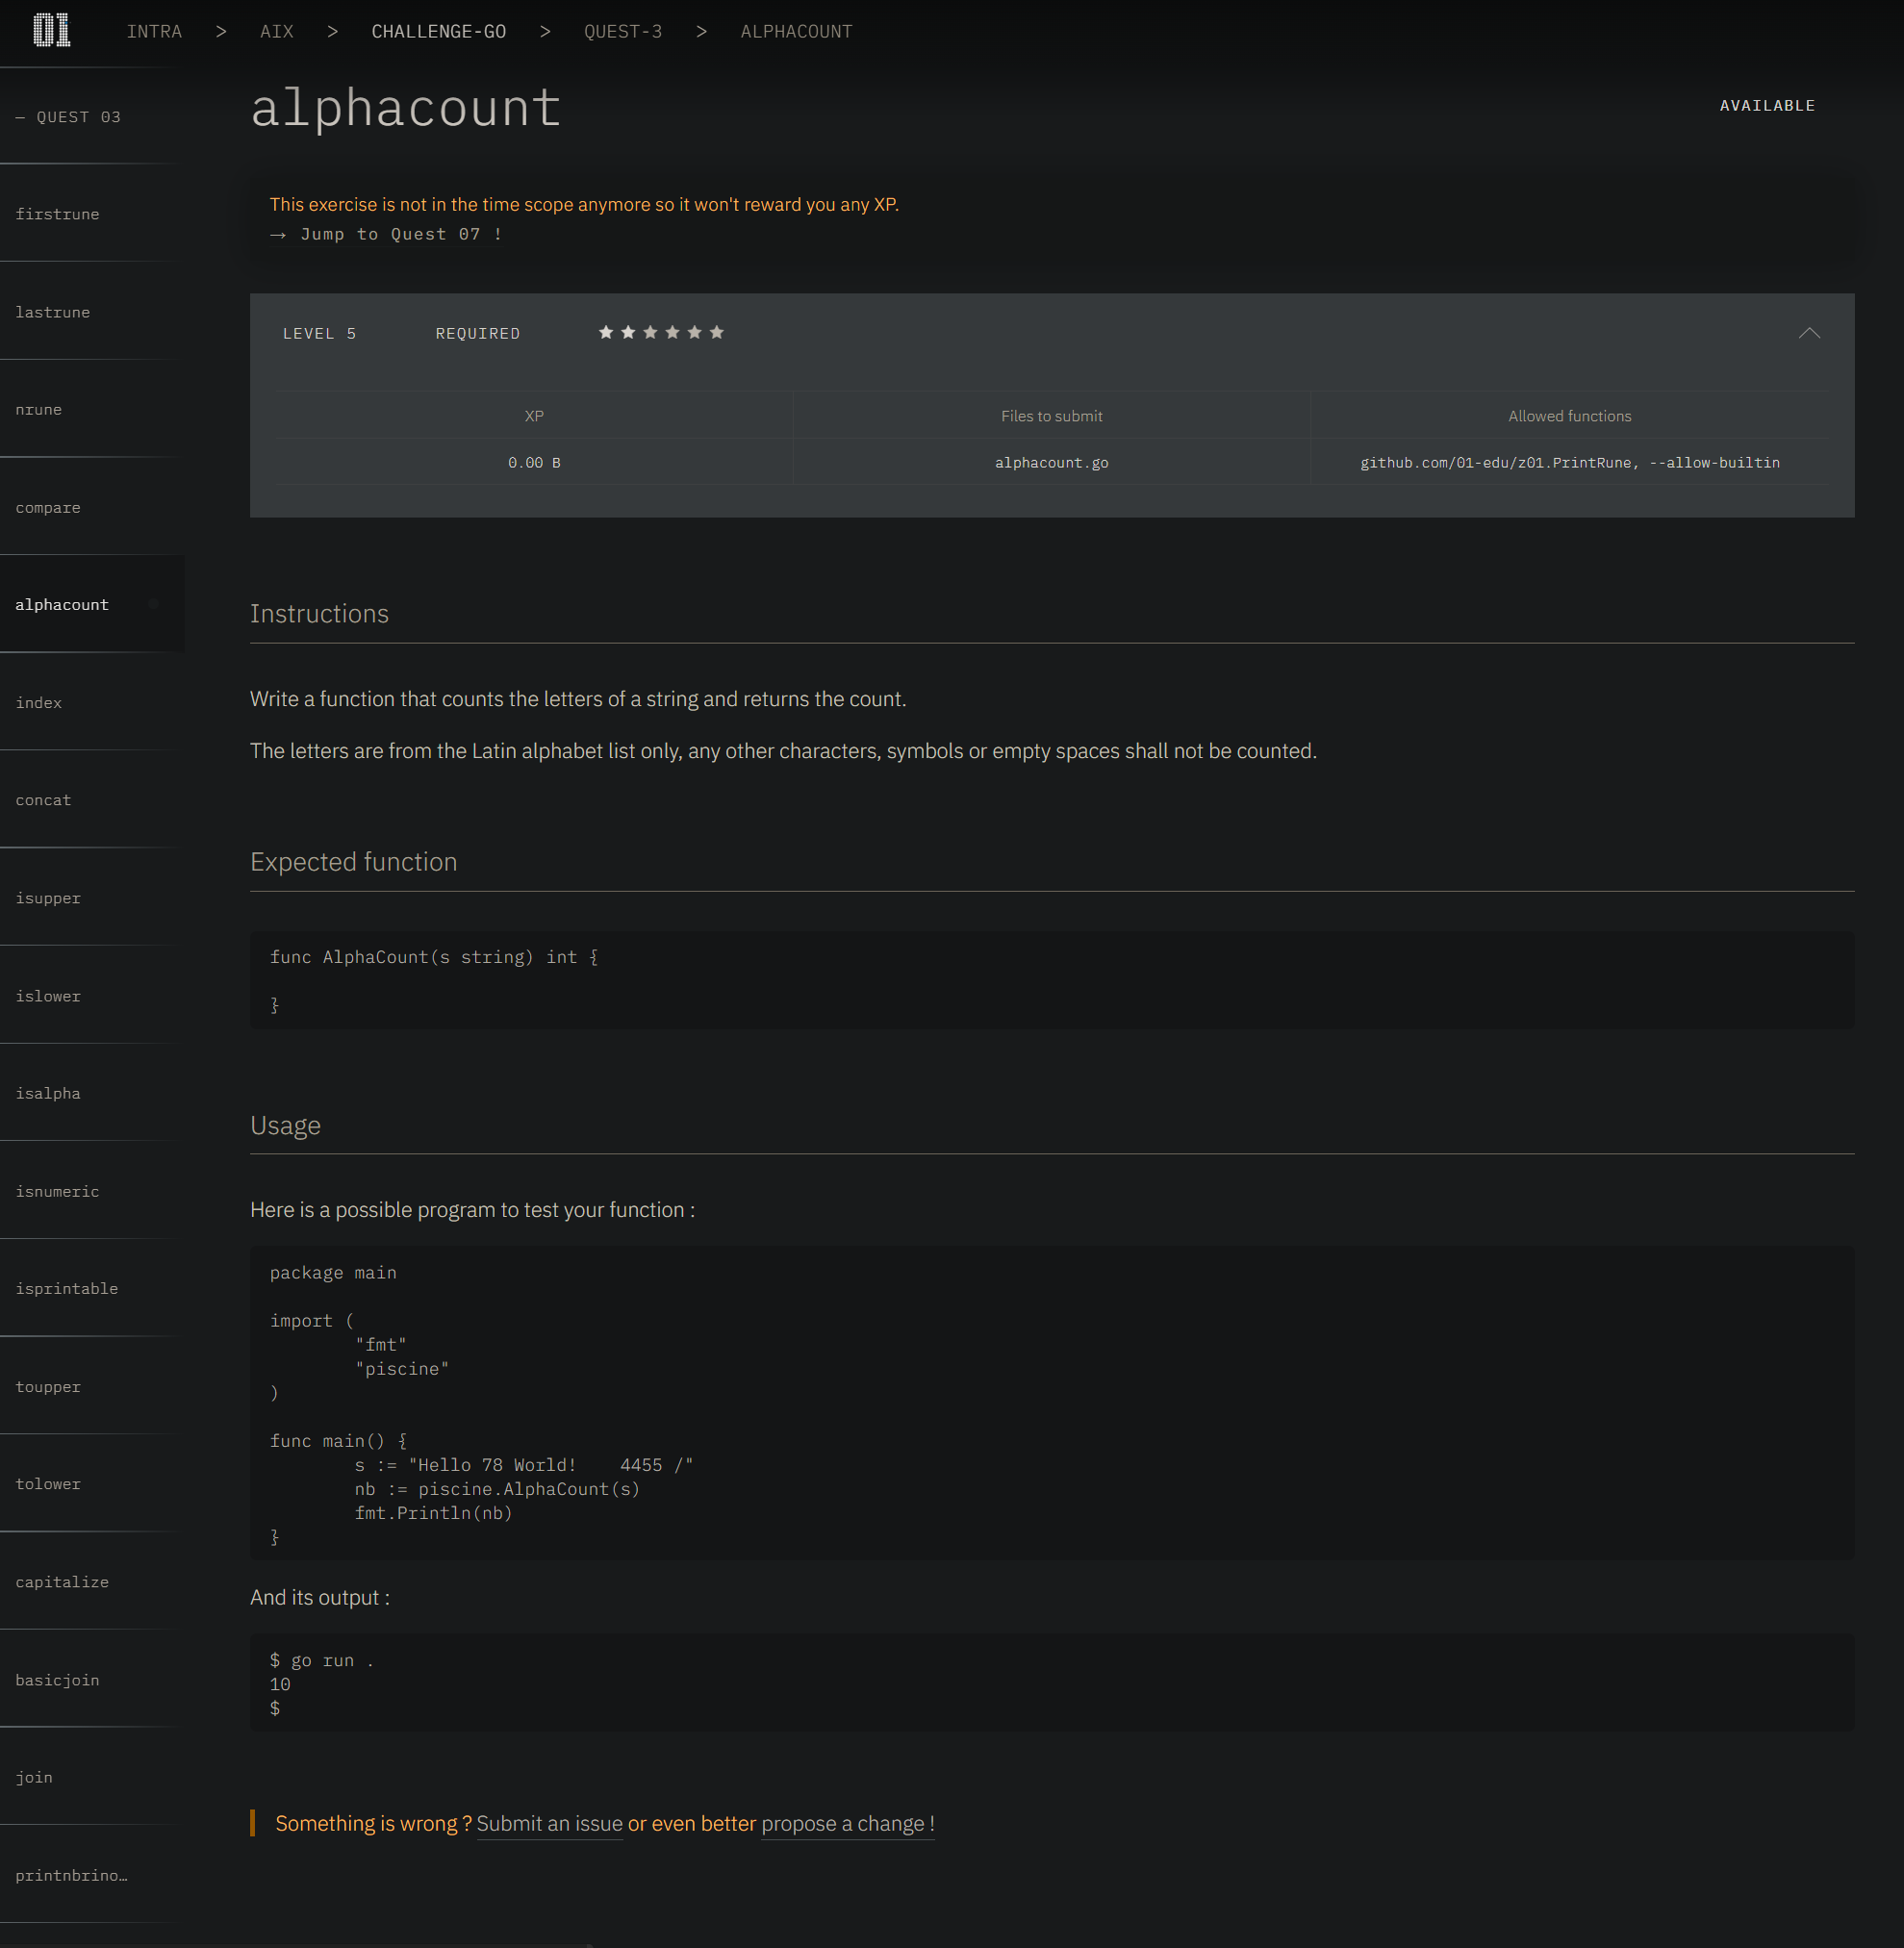 01 INTRA > AIX > CHALLENGE-GO > QUEST-3 > ALPHACOUNT
— QUEST 03
firstrune
lastrune
nrune
compare
alphacount
index
concat
isupper
islower
isalpha
isnumeric
isprintable
toupper
tolower
capitalize
basicjoin
join
printnbrino…
alphacount
AVAILABLE
This exercise is not in the time scope anymore so it won't reward you any XP.
→ Jump to Quest 07 !
LEVEL 5 REQUIRED
XP Files to submit Allowed functions
0.00 B alphacount.go github.com/01-edu/z01.PrintRune, --allow-builtin
Instructions
Write a function that counts the letters of a string and returns the count.
The letters are from the Latin alphabet list only, any other characters, symbols or empty spaces shall not be counted.
Expected function
func AlphaCount(s string) int {
}
Usage
Here is a possible program to test your function :
package main
import (
"fmt"
"piscine"
)
func main() {
s := "Hello 78 World!    4455 /"
nb := piscine.AlphaCount(s)
fmt.Println(nb)
}
And its output :
$ go run .
10
$
Something is wrong ? Submit an issue or even better propose a change !